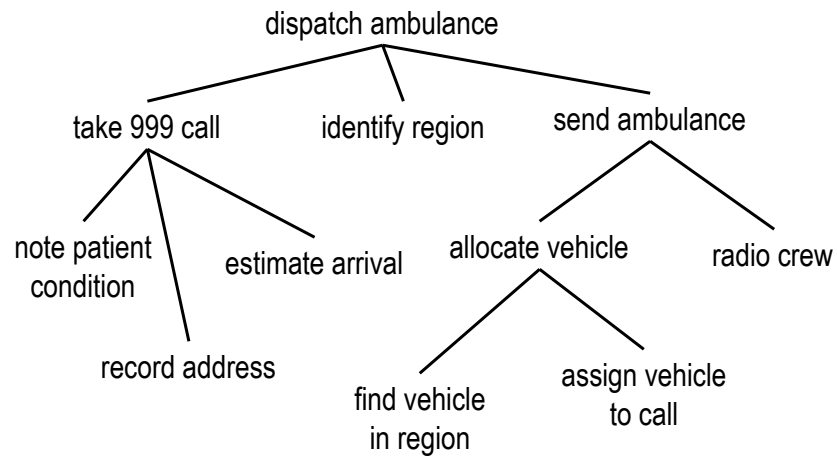 dispatch ambulance
take 999 call
identify region
send ambulance
note patient
condition
record address
estimate arrival
allocate vehicle
radio crew
find vehicle
in region
assign vehicle
to call